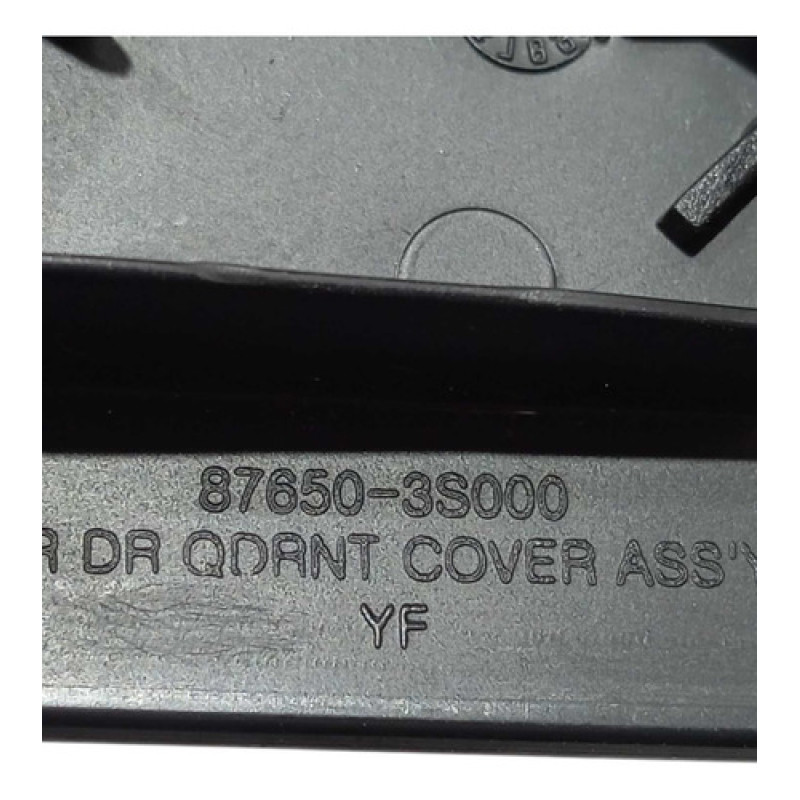 87650-3S000
R DR QDRNT COVER ASS'Y
YF